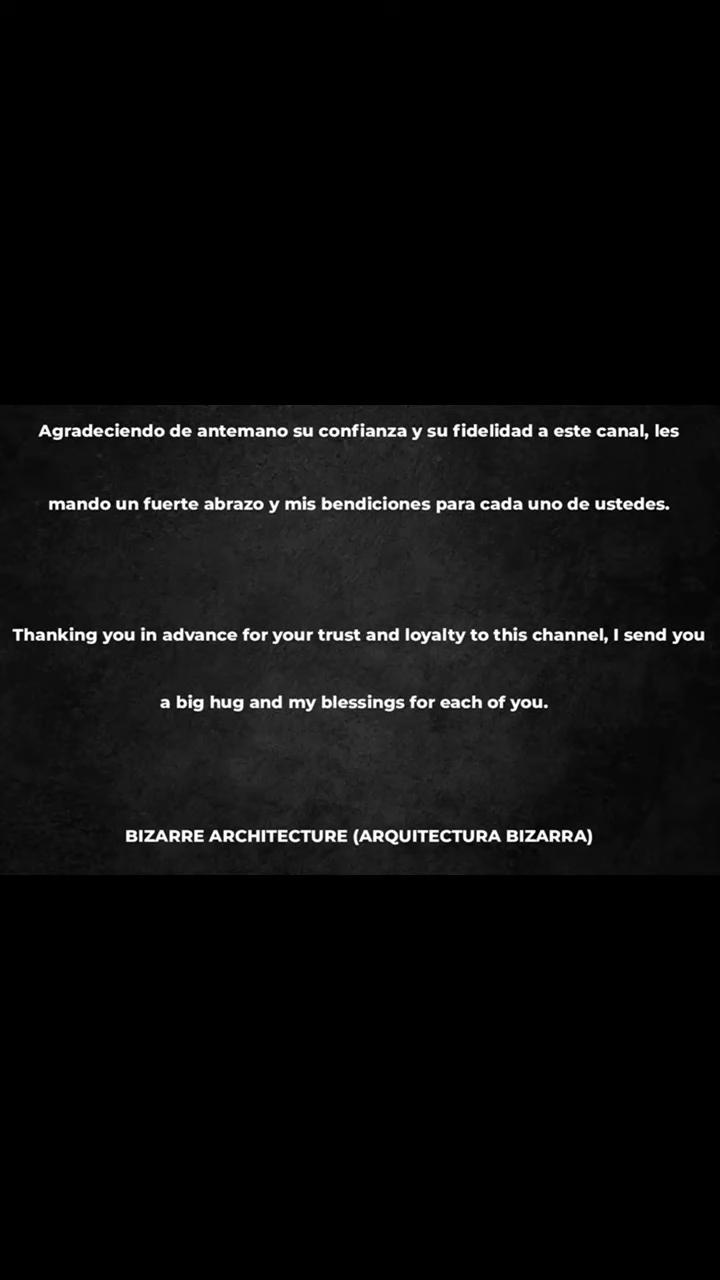 Agradeciendo de antemano su confianza y su fidelidad a este canal, les
mando un fuerte abrazo y mis bendiciones para cada uno de ustedes.
Thanking you in advance for your trust and loyalty to this channel, I send you
a big hug and my blessings for each of you.
BIZARRE ARCHITECTURE (ARQUITECTURA BIZARRA)